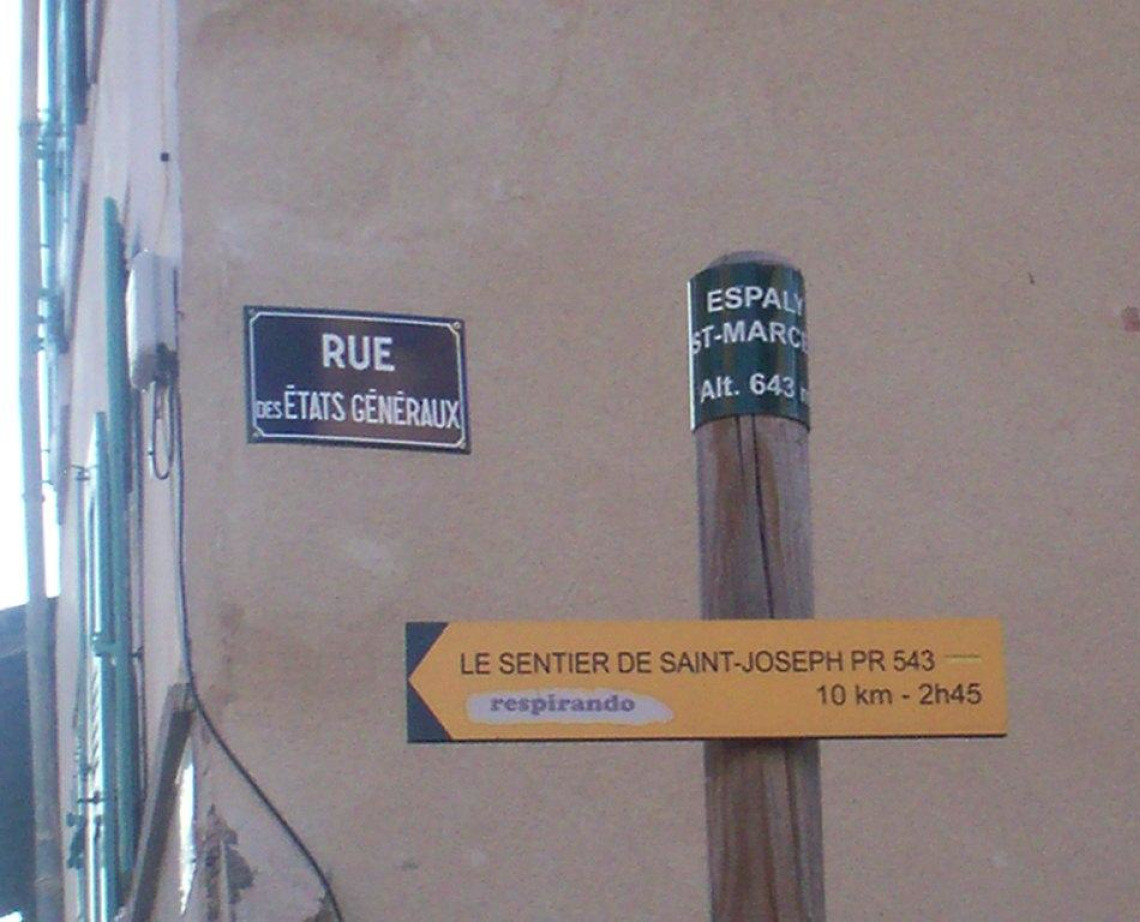 RUE
DES ÉTATS GÉNÉRAUX
ESPALY
ST-MARCE
Alt. 643 m
LE SENTIER DE SAINT-JOSEPH PR 543
10 km - 2h45
respirando